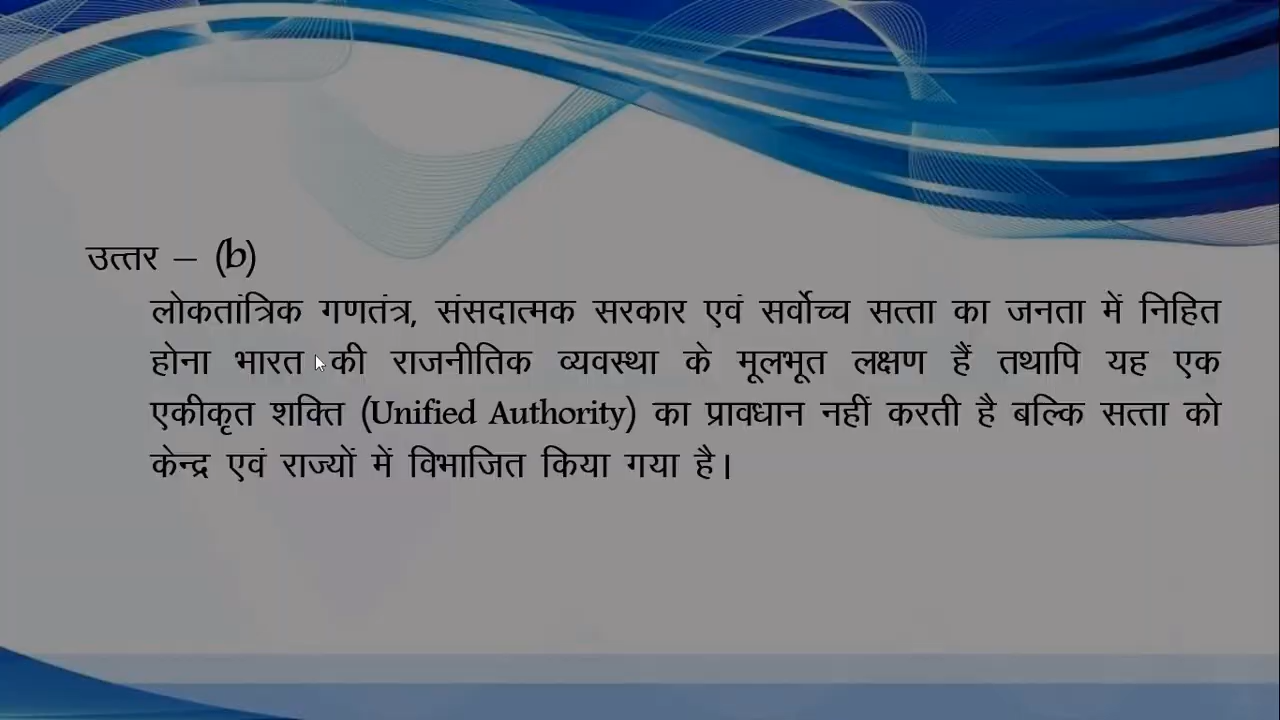 उत्तर – (b)
लोकतांत्रिक गणतंत्र, संसदात्मक सरकार एवं सर्वोच्च सत्ता का जनता में निहित
होना भारत की राजनीतिक व्यवस्था के मूलभूत लक्षण हैं तथापि यह एक
एकीकृत शक्ति (Unified Authority) का प्रावधान नहीं करती है बल्कि सत्ता को
केन्द्र एवं राज्यों में विभाजित किया गया है।